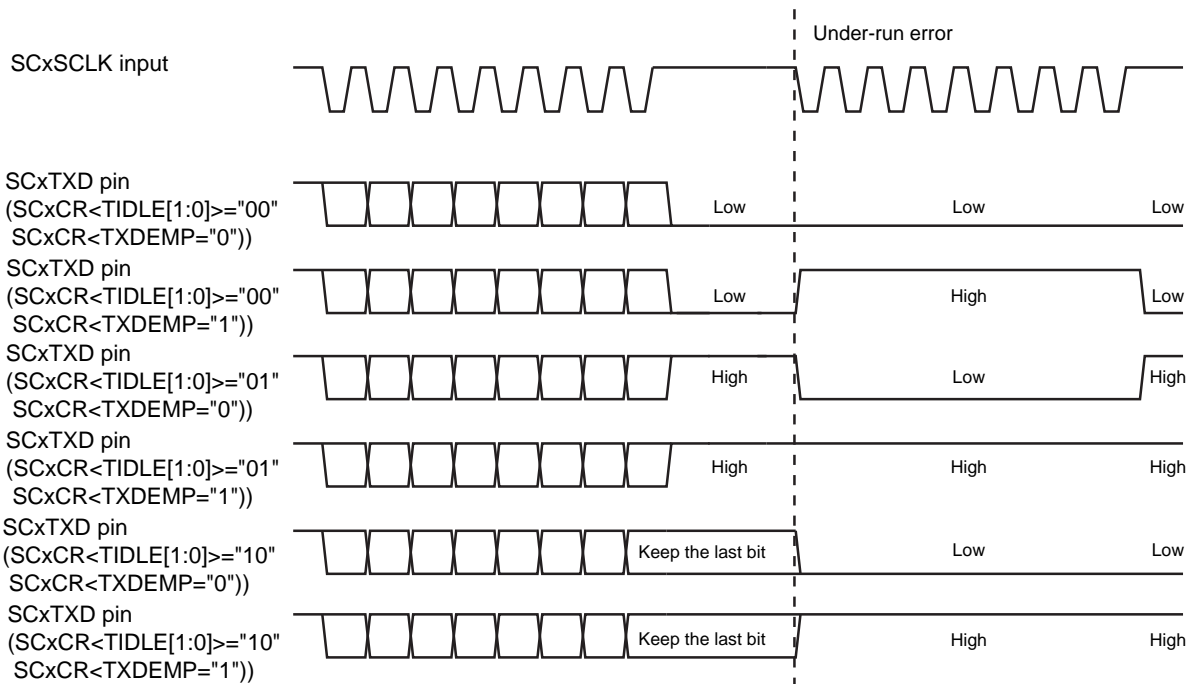 Under-run error
SCxSCLK input
SCxTXD pin
(SCxCR<TIDLE[1:0]>="00"
SCxCR<TXDEMP="0"))
Low
Low
Low
SCxTXD pin
(SCxCR<TIDLE[1:0]>="00"
SCxCR<TXDEMP="1"))
Low
High
Low
SCxTXD pin
(SCxCR<TIDLE[1:0]>="01"
SCxCR<TXDEMP="0"))
High
Low
High
SCxTXD pin
(SCxCR<TIDLE[1:0]>="01"
SCxCR<TXDEMP="1"))
High
High
High
SCxTXD pin
(SCxCR<TIDLE[1:0]>="10"
SCxCR<TXDEMP="0"))
Keep the last bit
Low
Low
SCxTXD pin
(SCxCR<TIDLE[1:0]>="10"
SCxCR<TXDEMP="1"))
Keep the last bit
High
High